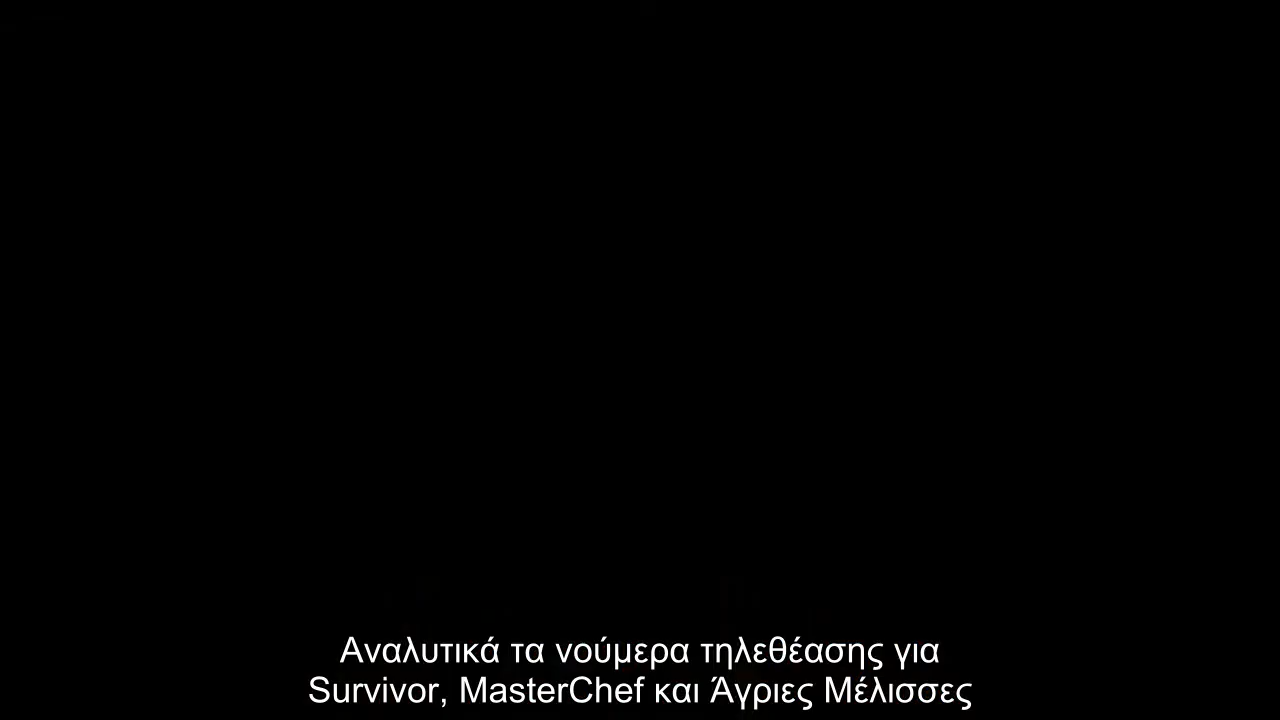 Αναλυτικά τα νούμερα τηλεθέασης για
Survivor, MasterChef και Άγριες Μέλισσες